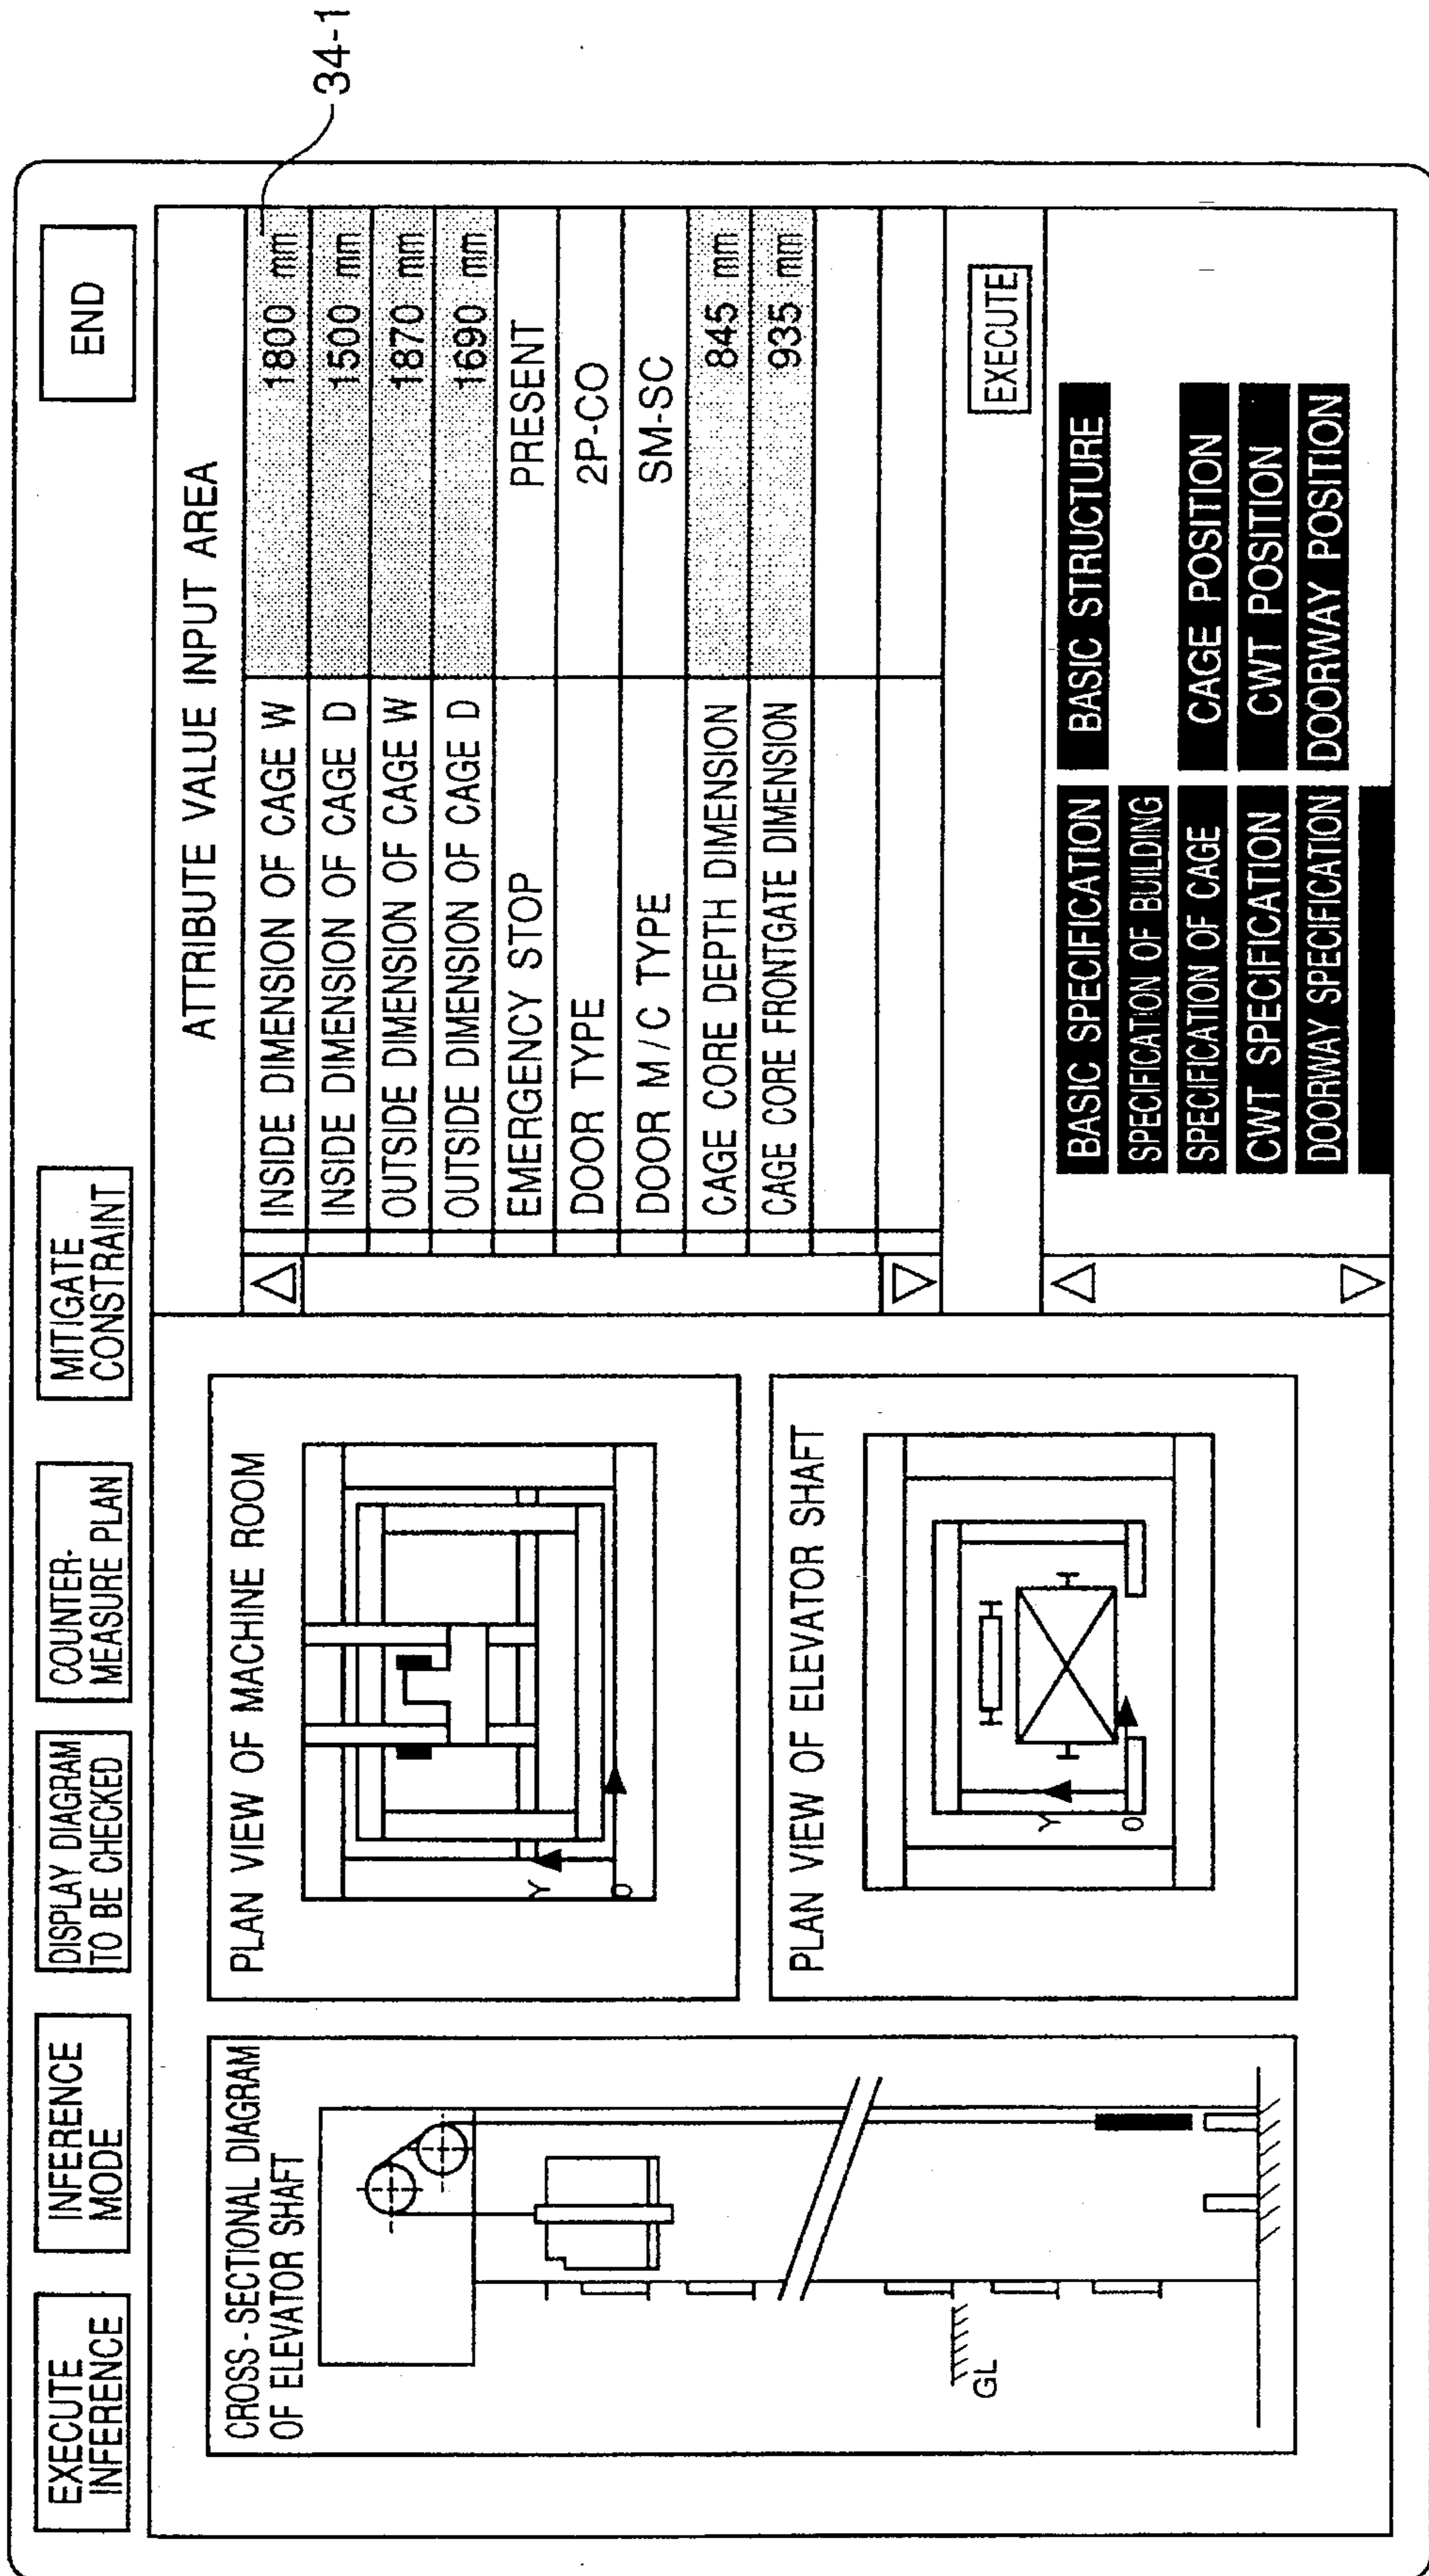 EXECUTE
INFERENCE
INFERENCE
MODE
DISPLAY DIAGRAM
TO BE CHECKED
COUNTER-
MEASURE PLAN
MITIGATE
CONSTRAINT
END
CROSS - SECTIONAL DIAGRAM
OF ELEVATOR SHAFT
GL
PLAN VIEW OF MACHINE ROOM
Y
0
PLAN VIEW OF ELEVATOR SHAFT
Y
0
ATTRIBUTE VALUE INPUT AREA
INSIDE DIMENSION OF CAGE W 1800 mm
34-1
INSIDE DIMENSION OF CAGE D 1500 mm
OUTSIDE DIMENSION OF CAGE W 1870 mm
OUTSIDE DIMENSION OF CAGE D 1690 mm
EMERGENCY STOP PRESENT
DOOR TYPE 2P-CO
DOOR M / C TYPE SM-SC
CAGE CORE DEPTH DIMENSION 845 mm
CAGE CORE FRONTGATE DIMENSION 935 mm
EXECUTE
BASIC SPECIFICATION BASIC STRUCTURE
SPECIFICATION OF BUILDING
SPECIFICATION OF CAGE CAGE POSITION
CWT SPECIFICATION CWT POSITION
DOORWAY SPECIFICATION DOORWAY POSITION